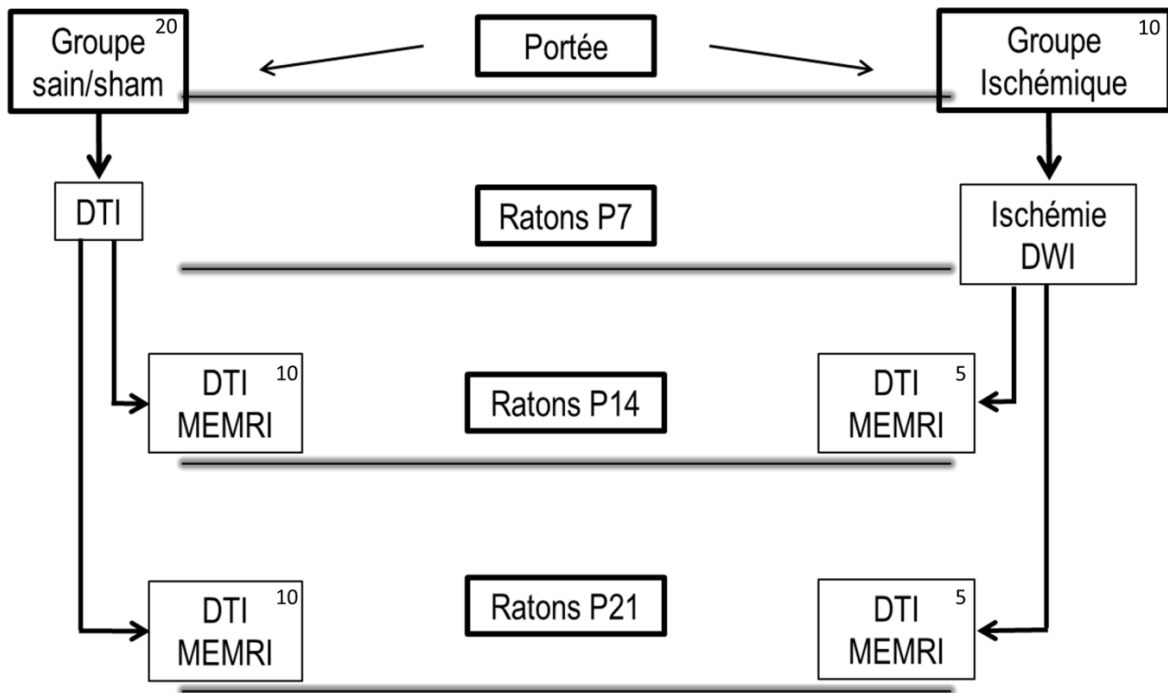 Groupe 20
sain/sham
Portée
Groupe 10
Ischémique
DTI
Ratons P7
Ischémie
DWI
DTI 10
MEMRI
Ratons P14
DTI 5
MEMRI
DTI 10
MEMRI
Ratons P21
DTI 5
MEMRI